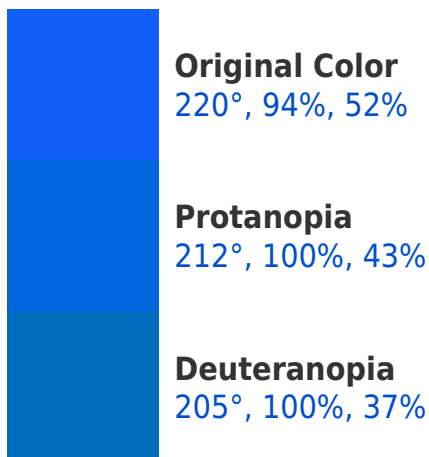 Original Color
220°, 94%, 52%
Protanopia
212°, 100%, 43%
Deuteranopia
205°, 100%, 37%